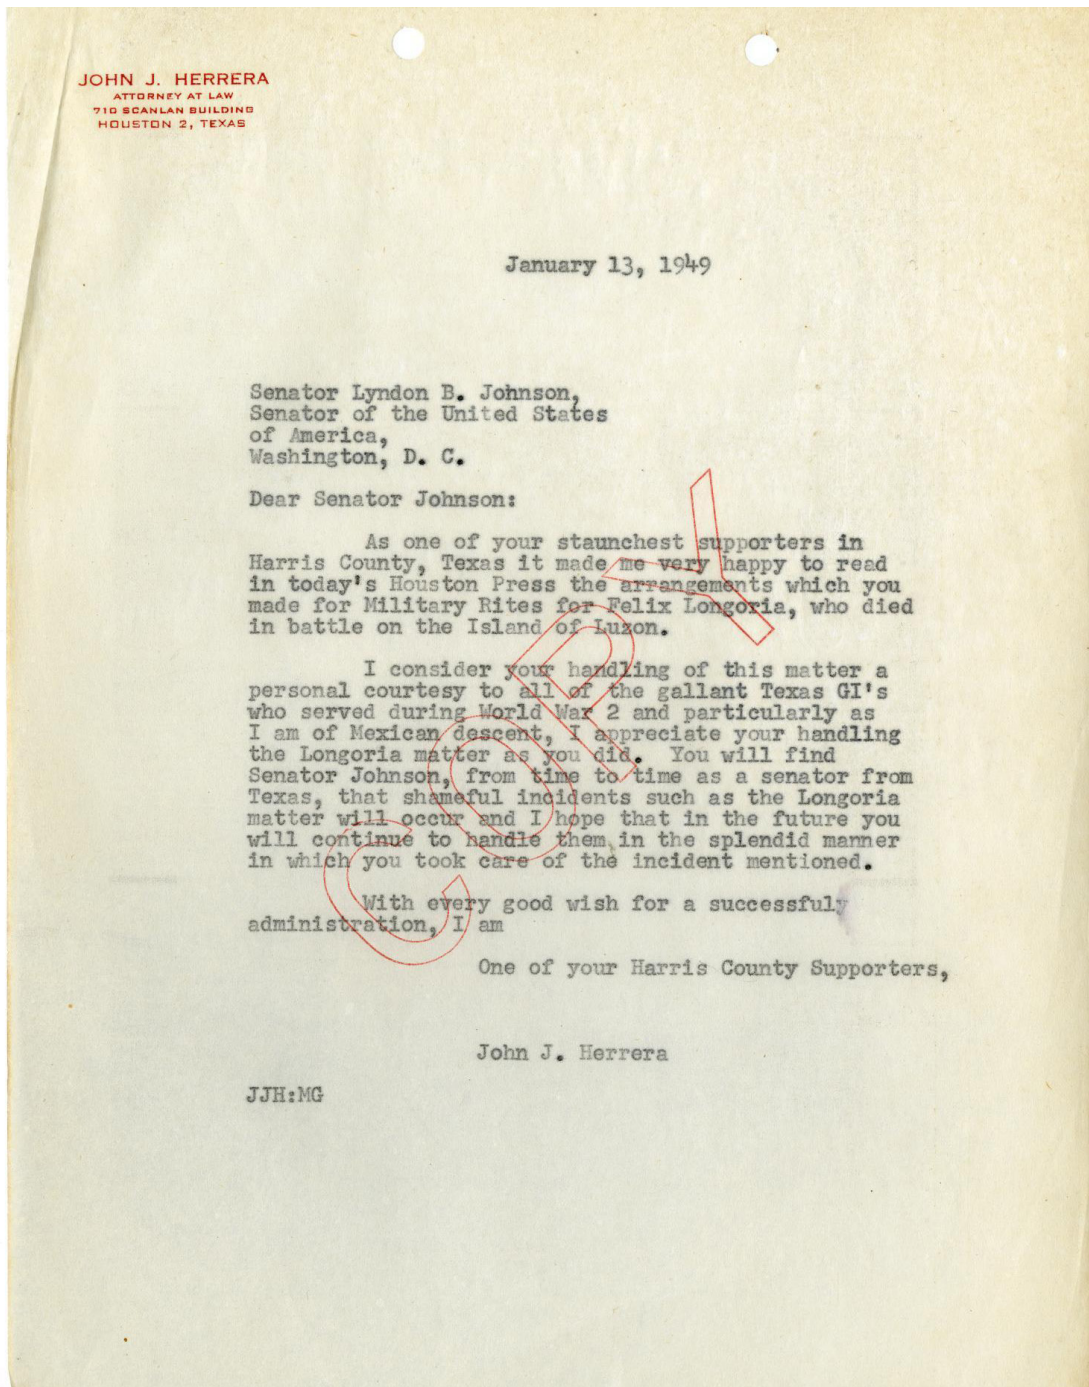 JOHN J. HERRERA
ATTORNEY AT LAW
710 SCANLAN BUILDING
HOUSTON 2, TEXAS
January 13, 1949
Senator Lyndon B. Johnson,
Senator of the United States
of America,
Washington, D. C.
Dear Senator Johnson:
As one of your staunchest supporters in
Harris County, Texas it made me very happy to read
in today's Houston Press the arrangements which you
made for Military Rites for Felix Longoria, who died
in battle on the Island of Luzon.
I consider your handling of this matter a
personal courtesy to all of the gallant Texas GI's
who served during World War 2 and particularly as
I am of Mexican descent, I appreciate your handling
the Longoria matter as you did. You will find
Senator Johnson, from time to time as a senator from
Texas, that shameful incidents such as the Longoria
matter will occur and I hope that in the future you
will continue to handle them in the splendid manner
in which you took care of the incident mentioned.
With every good wish for a successfuly
administration, I am
One of your Harris County Supporters,
John J. Herrera
JJH:MG
COPY